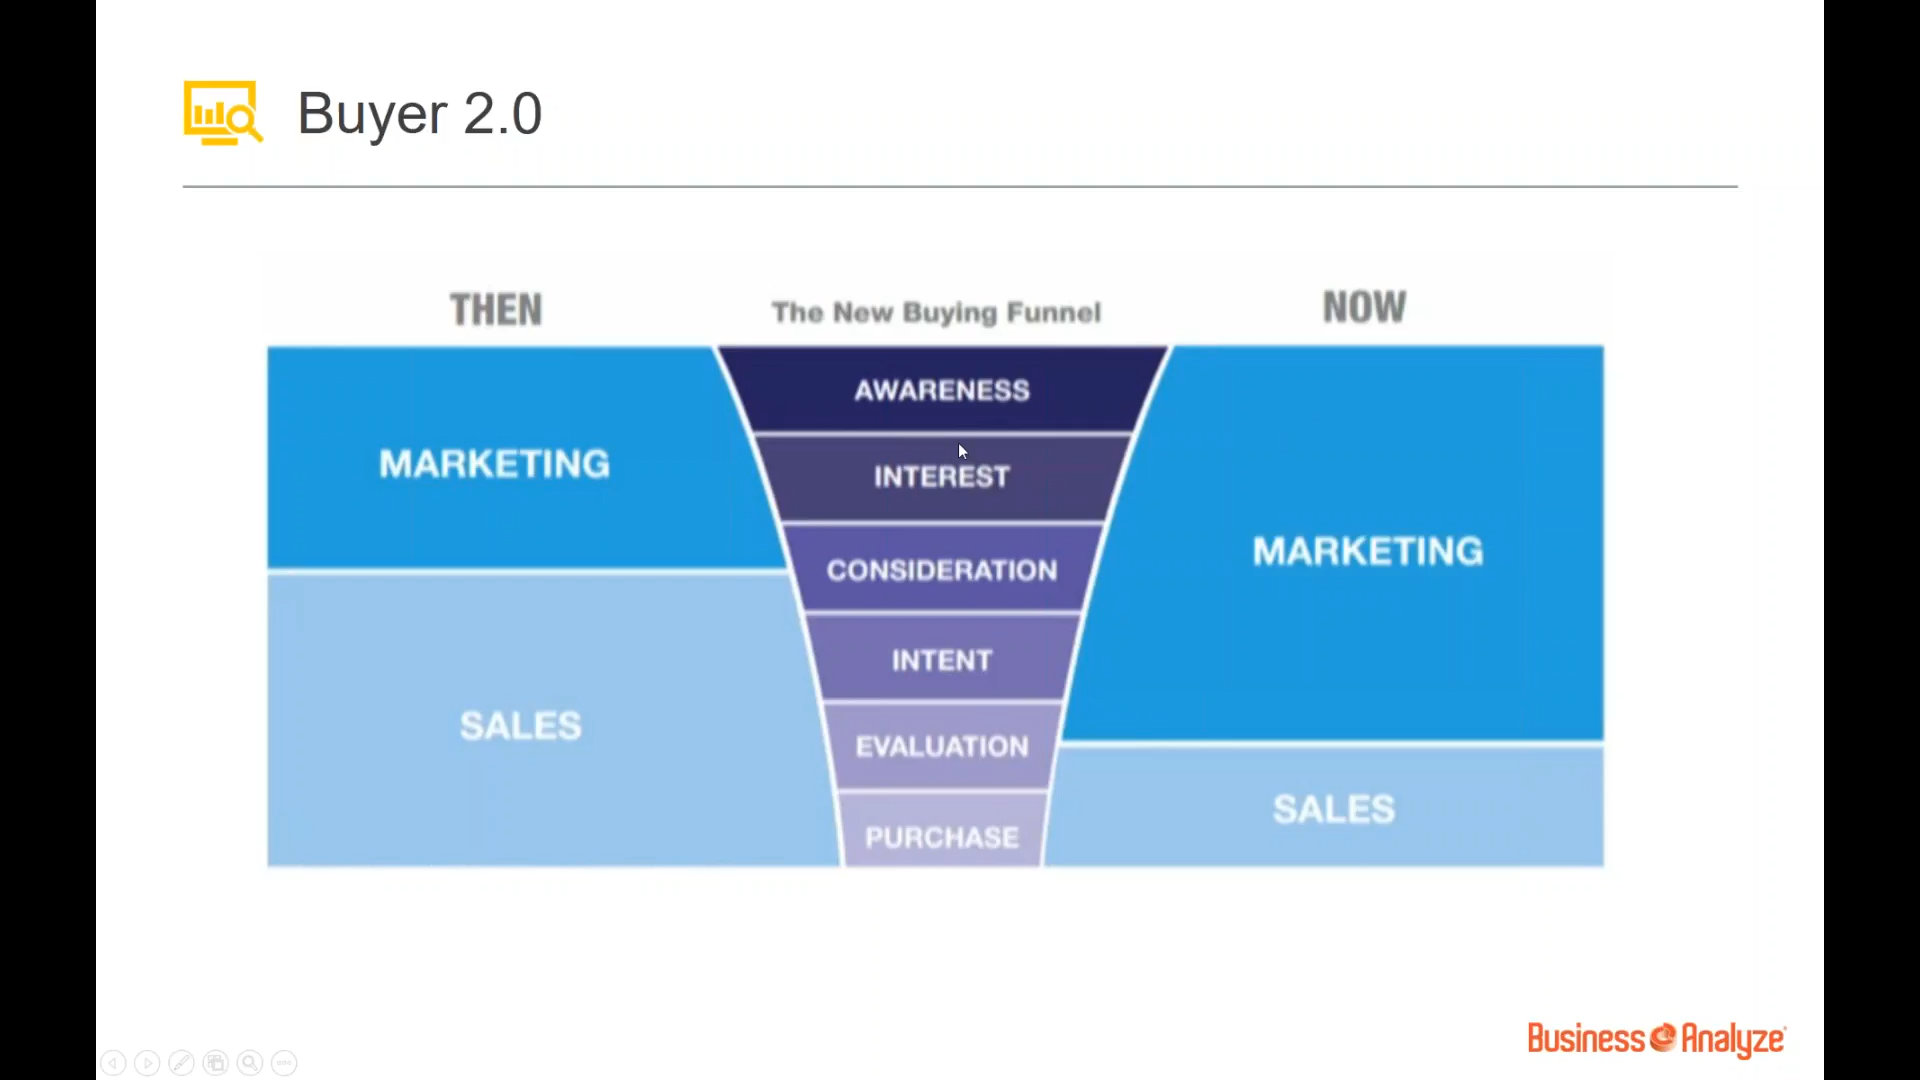 Buyer 2.0
THEN
The New Buying Funnel
NOW
MARKETING
SALES
AWARENESS
INTEREST
CONSIDERATION
INTENT
EVALUATION
PURCHASE
MARKETING
SALES
Business Analyze